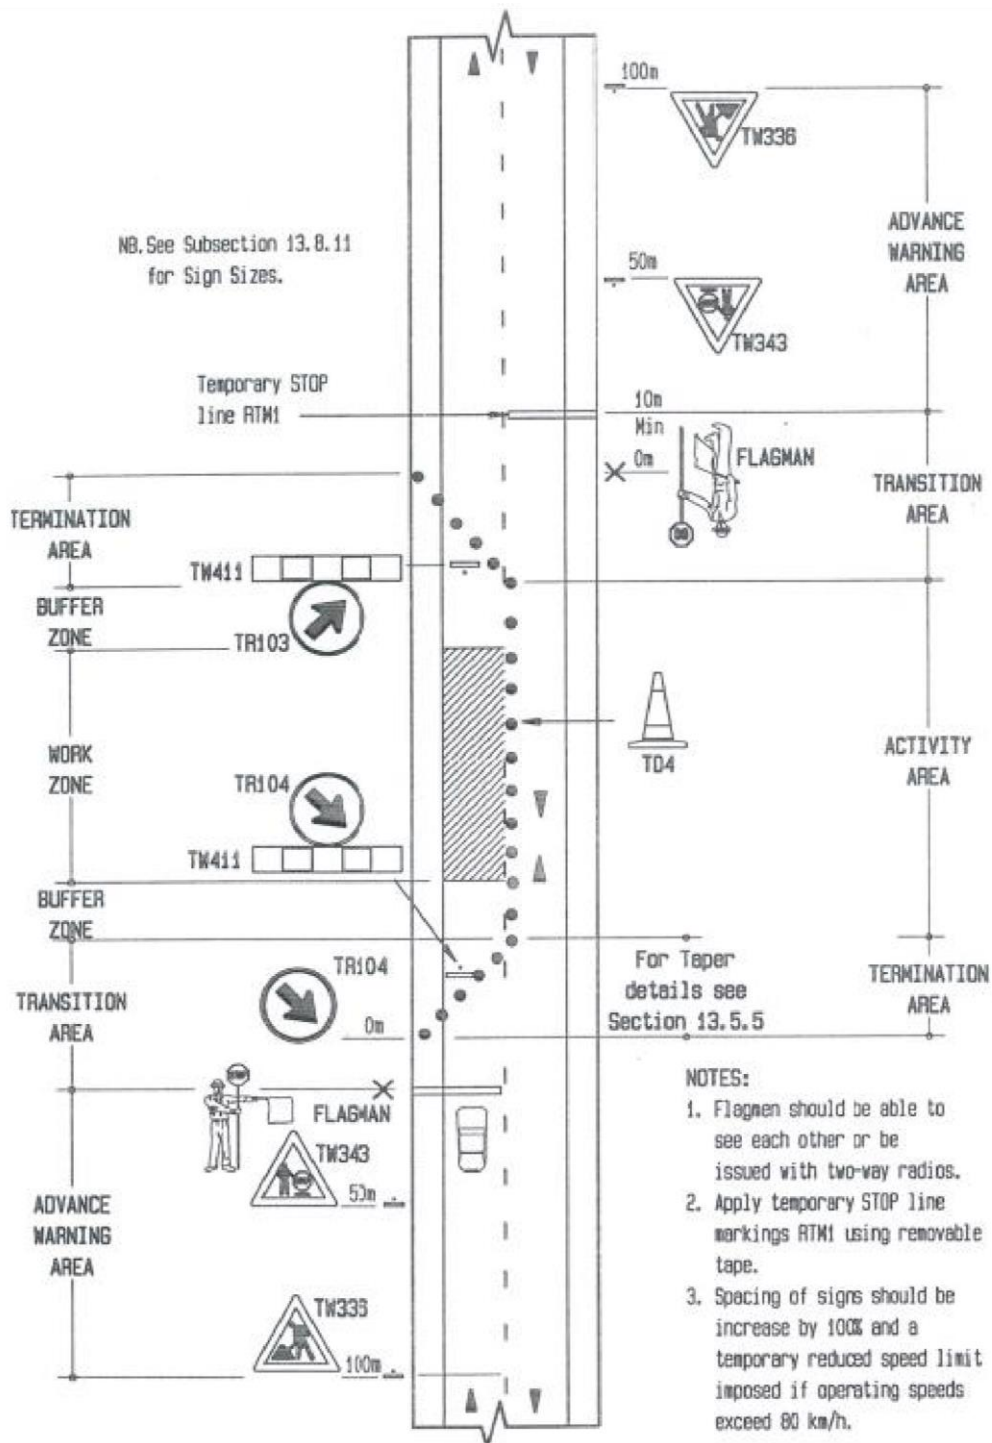 100m
TW336
ADVANCE
WARNING
AREA
NB.See Subsection 13.8.11
for Sign Sizes.
50m
TW343
Temporary STOP
line RTM1
10m
Min
0m
FLAGMAN
TRANSITION
AREA
TERMINATION
AREA
TW411
BUFFER
ZONE
TR103
WORK
ZONE
TD4
ACTIVITY
AREA
TR104
TW411
BUFFER
ZONE
TR104
For Taper
details see
Section 13.5.5
TERMINATION
AREA
TRANSITION
AREA
0m
STOP
FLAGMAN
TW343
50m
ADVANCE
WARNING
AREA
TW336
100m
NOTES:
1. Flagmen should be able to
see each other or be
issued with two-way radios.
2. Apply temporary STOP line
markings RTM1 using removable
tape.
3. Spacing of signs should be
increase by 100% and a
temporary reduced speed limit
imposed if operating speeds
exceed 80 km/h.